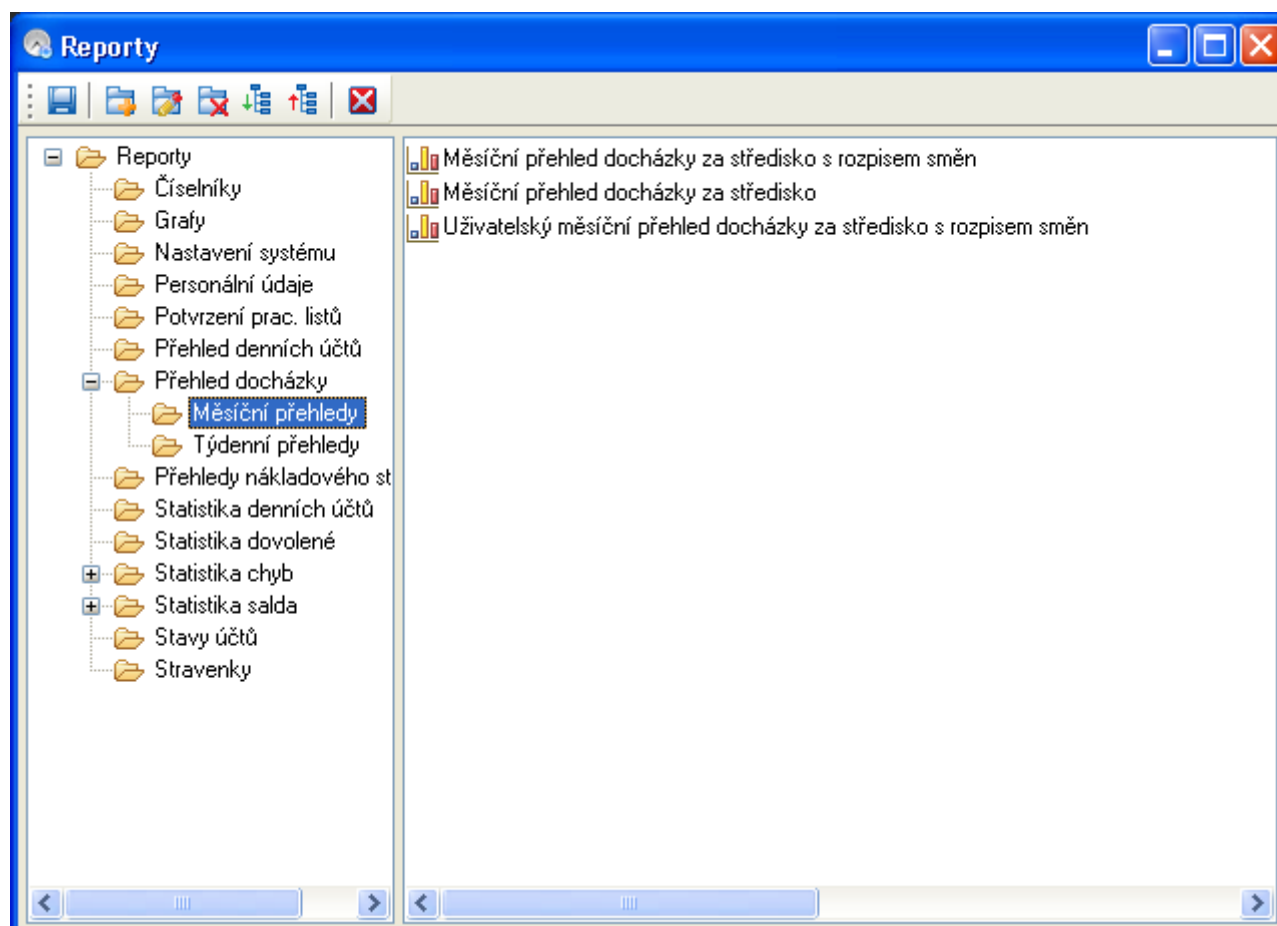 Reporty
Reporty
Číselníky
Grafy
Nastavení systému
Personální údaje
Potvrzení prac. listů
Přehled denních účtů
Přehled docházky
Měsíční přehledy
Týdenní přehledy
Přehledy nákladového st
Statistika denních účtů
Statistika dovolené
Statistika chyb
Statistika salda
Stavy účtů
Stravenky
Měsíční přehled docházky za středisko s rozpisem směn
Měsíční přehled docházky za středisko
Uživatelský měsíční přehled docházky za středisko s rozpisem směn